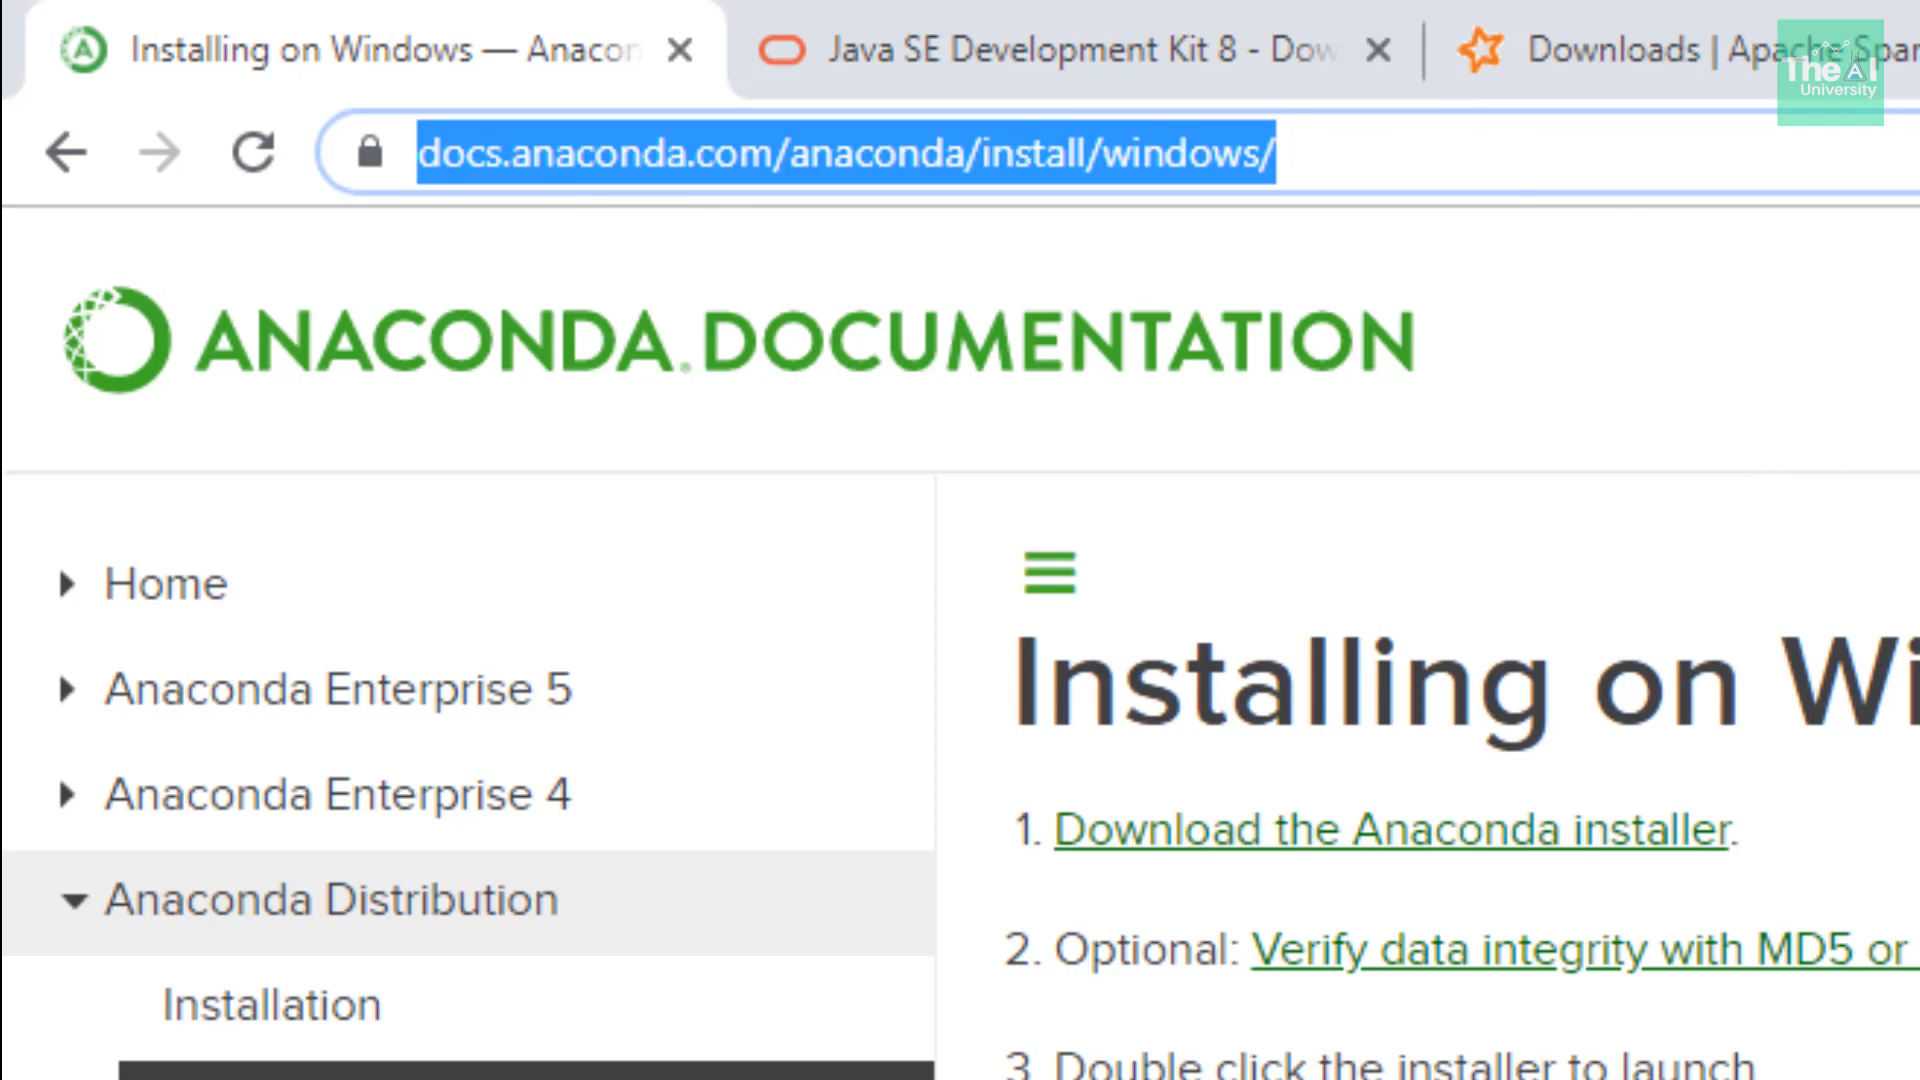 Installing on Windows — Anacon
Java SE Development Kit 8 - Dow
Downloads | Apache Spar
The AI
University
docs.anaconda.com/anaconda/install/windows/
ANACONDA. DOCUMENTATION
Home
Anaconda Enterprise 5
Anaconda Enterprise 4
Anaconda Distribution
Installation
Installing on Wi
1. Download the Anaconda installer.
2. Optional: Verify data integrity with MD5 or
3. Double click the installer to launch